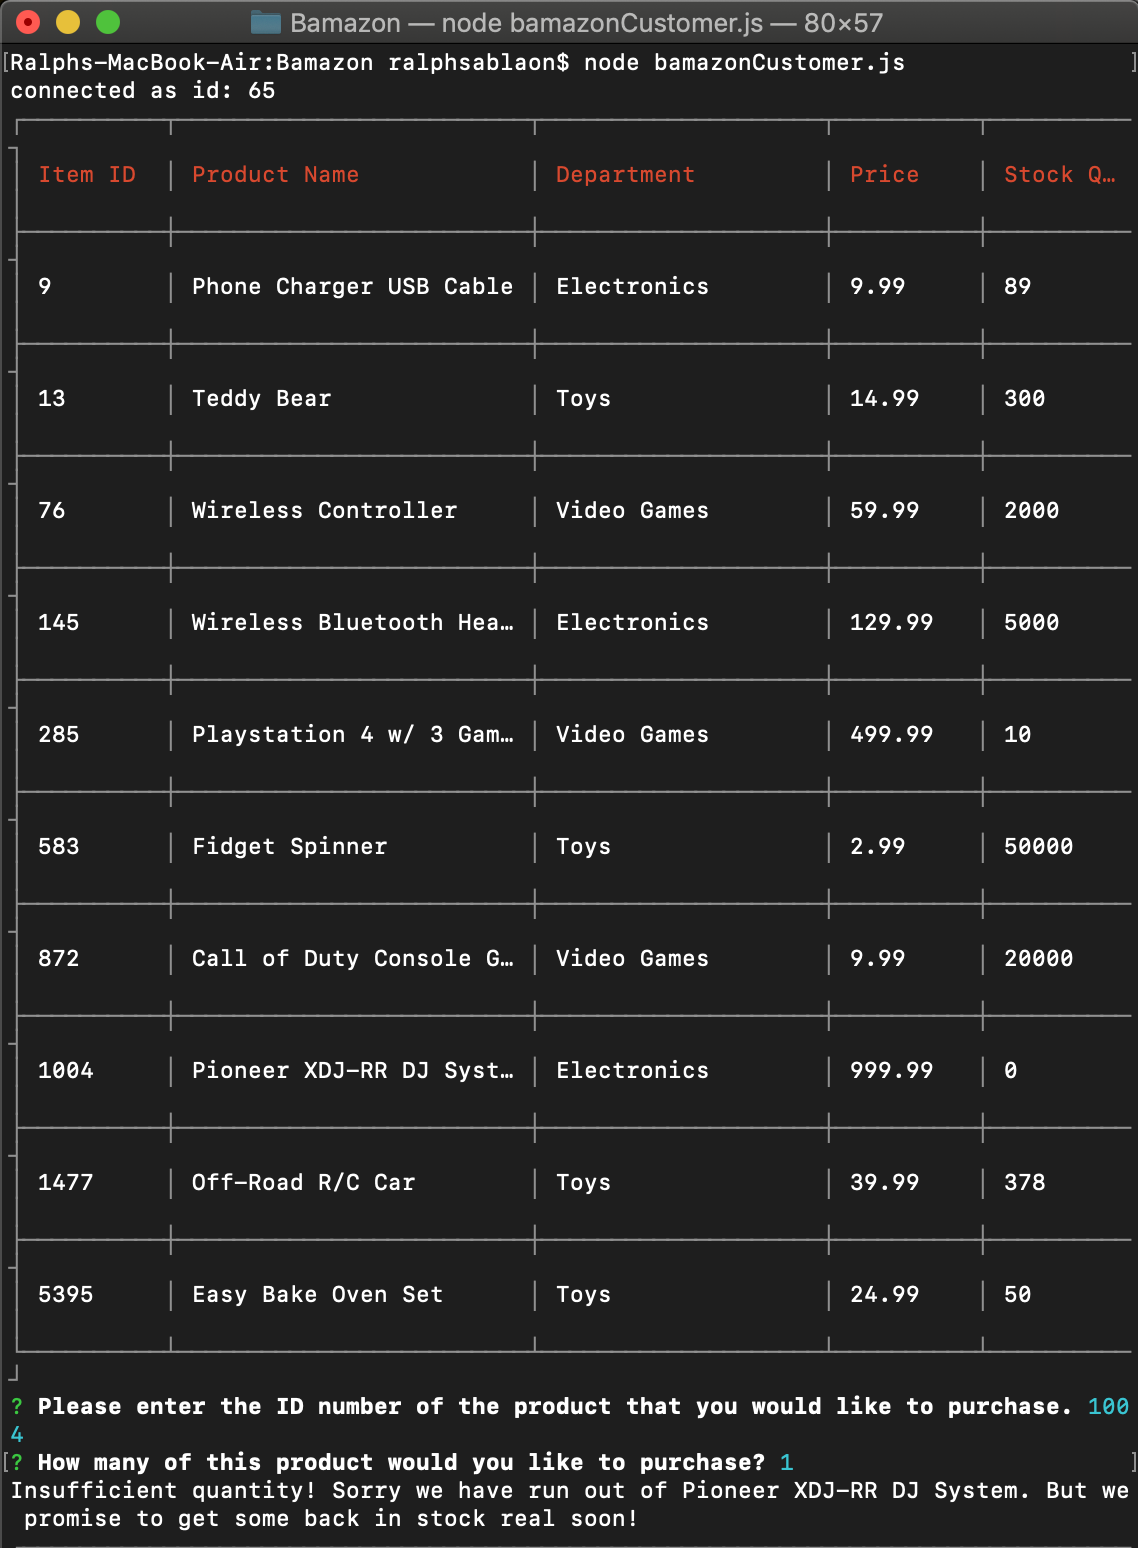 Bamazon — node bamazonCustomer.js — 80×57
[Ralphs-MacBook-Air:Bamazon ralphsablaon$ node bamazonCustomer.js ]
connected as id: 65
Item ID │ Product Name │ Department │ Price │ Stock Q…
9 │ Phone Charger USB Cable │ Electronics │ 9.99 │ 89
13 │ Teddy Bear │ Toys │ 14.99 │ 300
76 │ Wireless Controller │ Video Games │ 59.99 │ 2000
145 │ Wireless Bluetooth Hea… │ Electronics │ 129.99 │ 5000
285 │ Playstation 4 w/ 3 Gam… │ Video Games │ 499.99 │ 10
583 │ Fidget Spinner │ Toys │ 2.99 │ 50000
872 │ Call of Duty Console G… │ Video Games │ 9.99 │ 20000
1004 │ Pioneer XDJ-RR DJ Syst… │ Electronics │ 999.99 │ 0
1477 │ Off-Road R/C Car │ Toys │ 39.99 │ 378
5395 │ Easy Bake Oven Set │ Toys │ 24.99 │ 50
? Please enter the ID number of the product that you would like to purchase. 100
4
[? How many of this product would you like to purchase? 1 ]
Insufficient quantity! Sorry we have run out of Pioneer XDJ-RR DJ System. But we
promise to get some back in stock real soon!